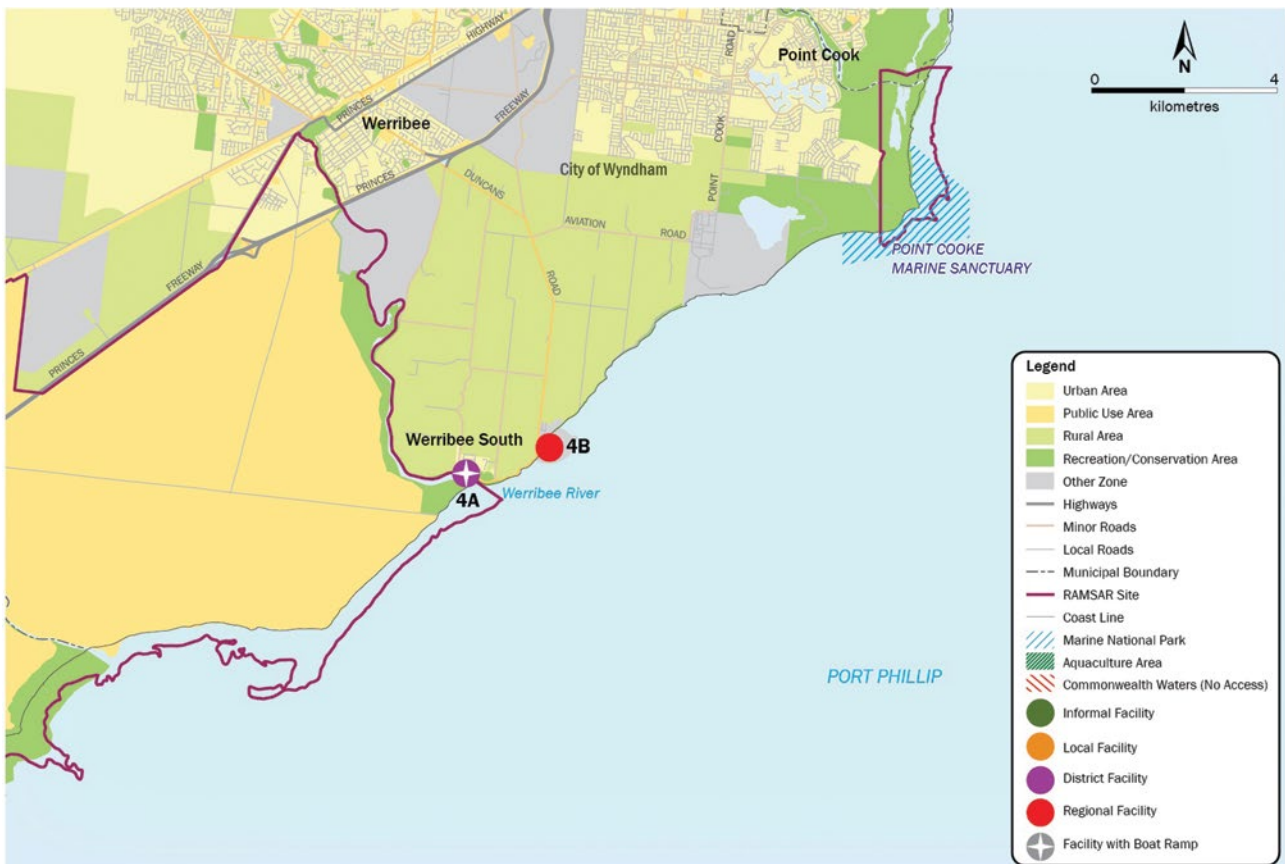 Point Cook
N
0 4
kilometres
HIGHWAY
PRINCES
FREEWAY
ROAD
COOK
POINT
Werribee
PRINCES
City of Wyndham
DUNCANS
AVIATION
ROAD
ROAD
POINT COOKE
MARINE SANCTUARY
FREEWAY
PRINCES
Werribee South
4B
4A
Werribee River
PORT PHILLIP
Legend
Urban Area
Public Use Area
Rural Area
Recreation/Conservation Area
Other Zone
Highways
Minor Roads
Local Roads
Municipal Boundary
RAMSAR Site
Coast Line
Marine National Park
Aquaculture Area
Commonwealth Waters (No Access)
Informal Facility
Local Facility
District Facility
Regional Facility
Facility with Boat Ramp